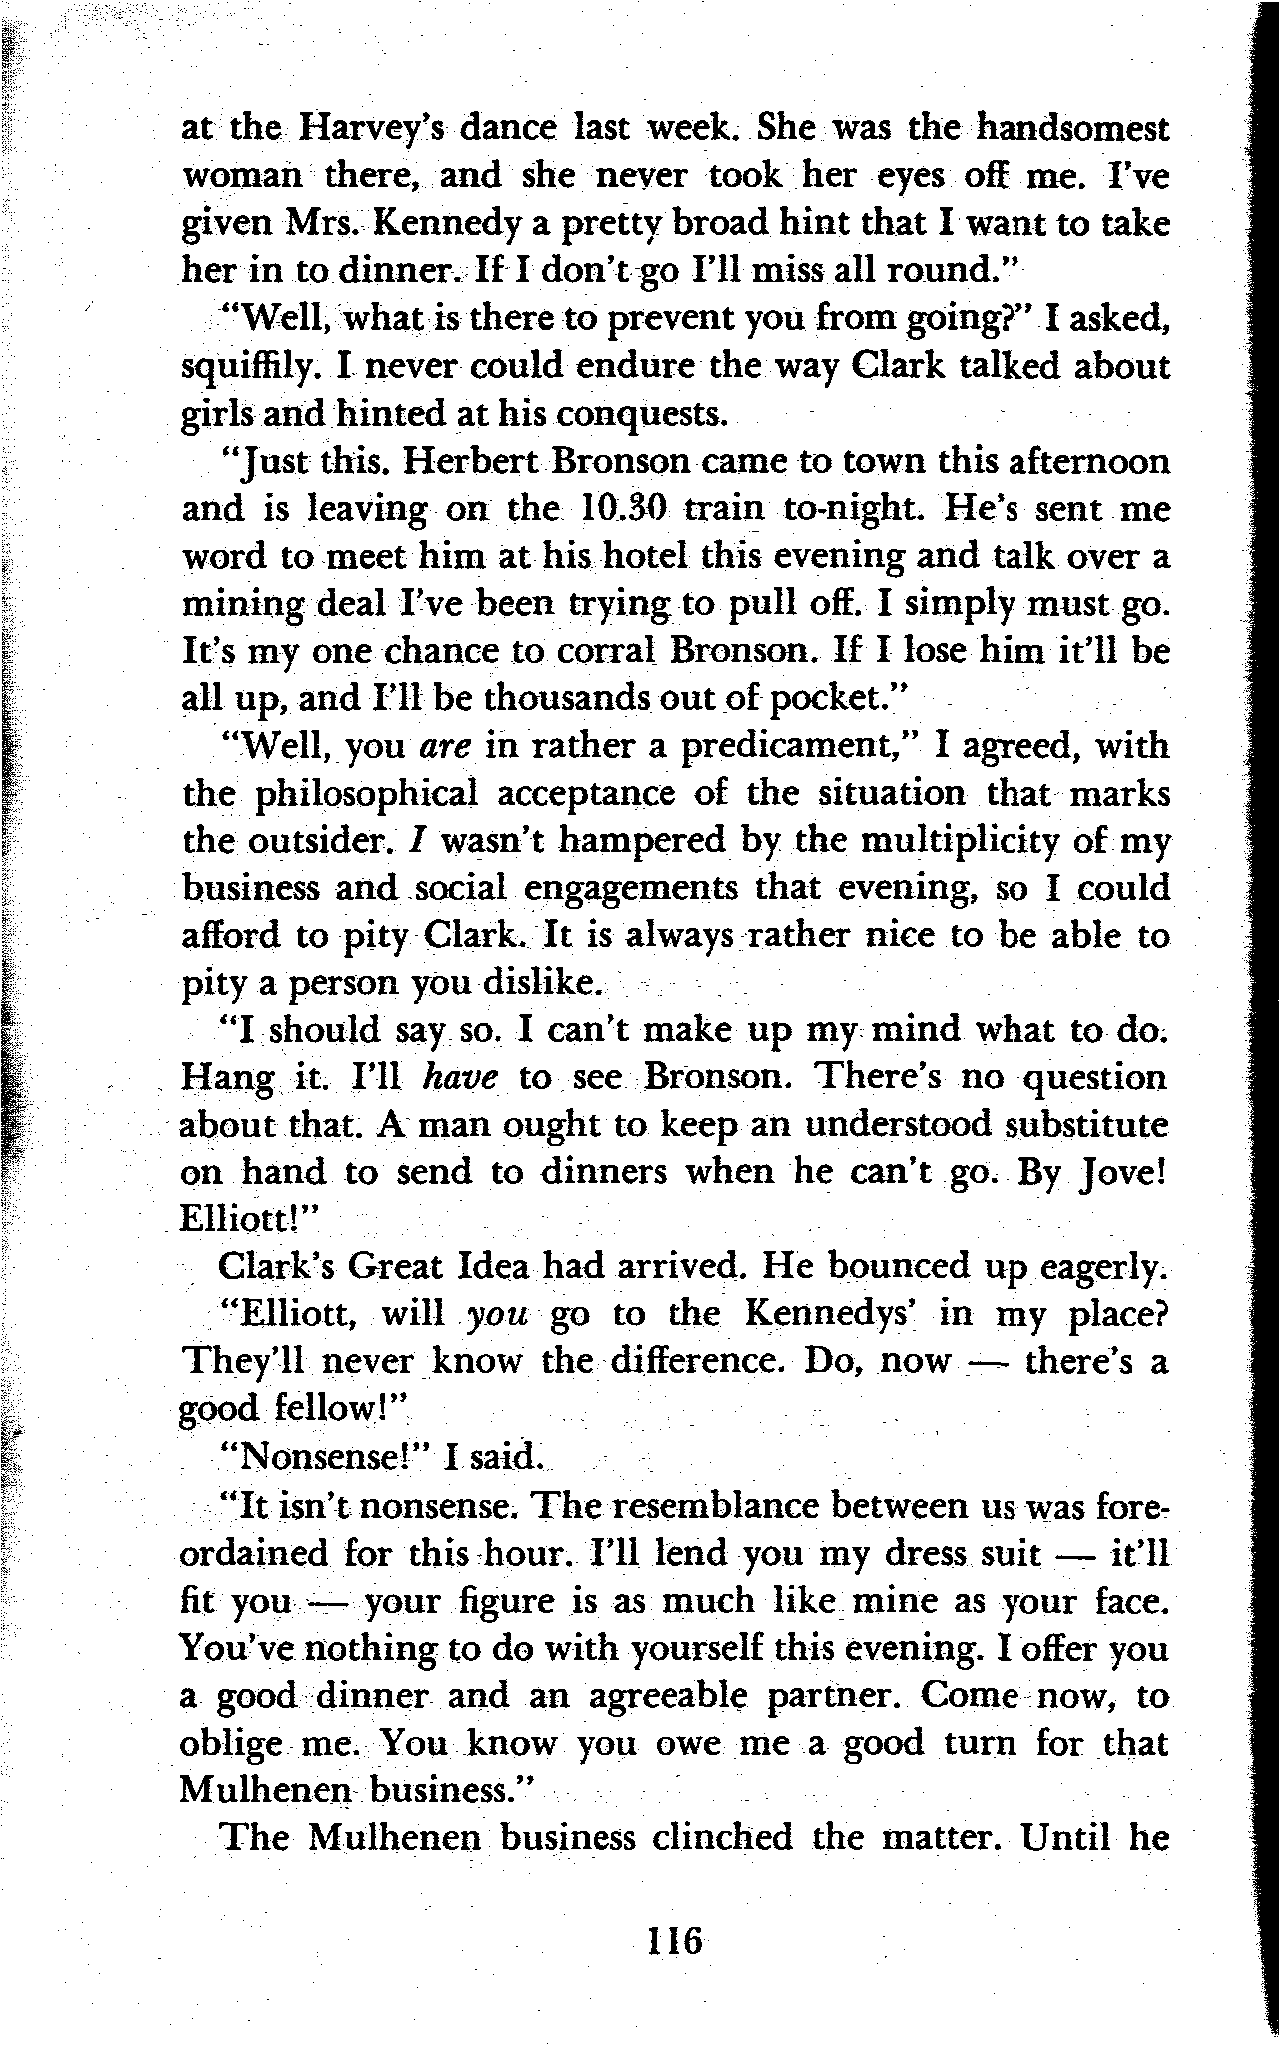 at the Harvey's dance last week. She was the handsomest
woman there, and she never took her eyes off me. I've
given Mrs. Kennedy a pretty broad hint that I want to take
her in to dinner. If I don't go I'll miss all round."
"Well, what is there to prevent you from going?" I asked,
squiffily. I never could endure the way Clark talked about
girls and hinted at his conquests.
"Just this. Herbert Bronson came to town this afternoon
and is leaving on the 10.30 train to-night. He's sent me
word to meet him at his hotel this evening and talk over a
mining deal I've been trying to pull off. I simply must go.
It's my one chance to corral Bronson. If I lose him it'll be
all up, and I'll be thousands out of pocket."
"Well, you are in rather a predicament," I agreed, with
the philosophical acceptance of the situation that marks
the outsider. I wasn't hampered by the multiplicity of my
business and social engagements that evening, so I could
afford to pity Clark. It is always rather nice to be able to
pity a person you dislike.
"I should say so. I can't make up my mind what to do.
Hang it. I'll have to see Bronson. There's no question
about that. A man ought to keep an understood substitute
on hand to send to dinners when he can't go. By Jove!
Elliott!"
Clark's Great Idea had arrived. He bounced up eagerly.
"Elliott, will you go to the Kennedys' in my place?
They'll never know the difference. Do, now — there's a
good fellow!"
"Nonsense!" I said.
"It isn't nonsense. The resemblance between us was fore-
ordained for this hour. I'll lend you my dress suit — it'll
fit you — your figure is as much like mine as your face.
You've nothing to do with yourself this evening. I offer you
a good dinner and an agreeable partner. Come now, to
oblige me. You know you owe me a good turn for that
Mulhenen business."
The Mulhenen business clinched the matter. Until he
116